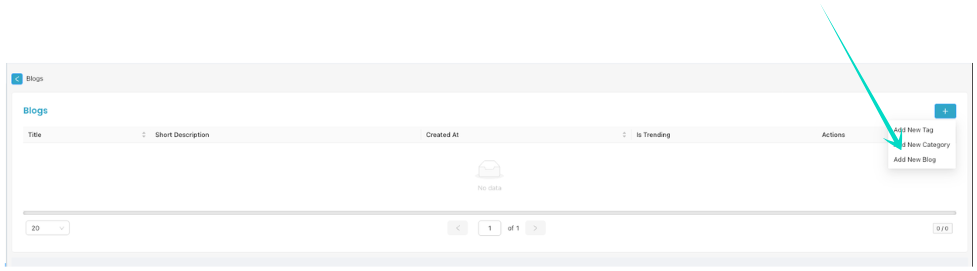 Blogs
Blogs
+
Title Short Description Created At Is Trending Actions
Add New Tag
New Category
Add New Blog
No data
20 < 1 of 1 > 0 / 0